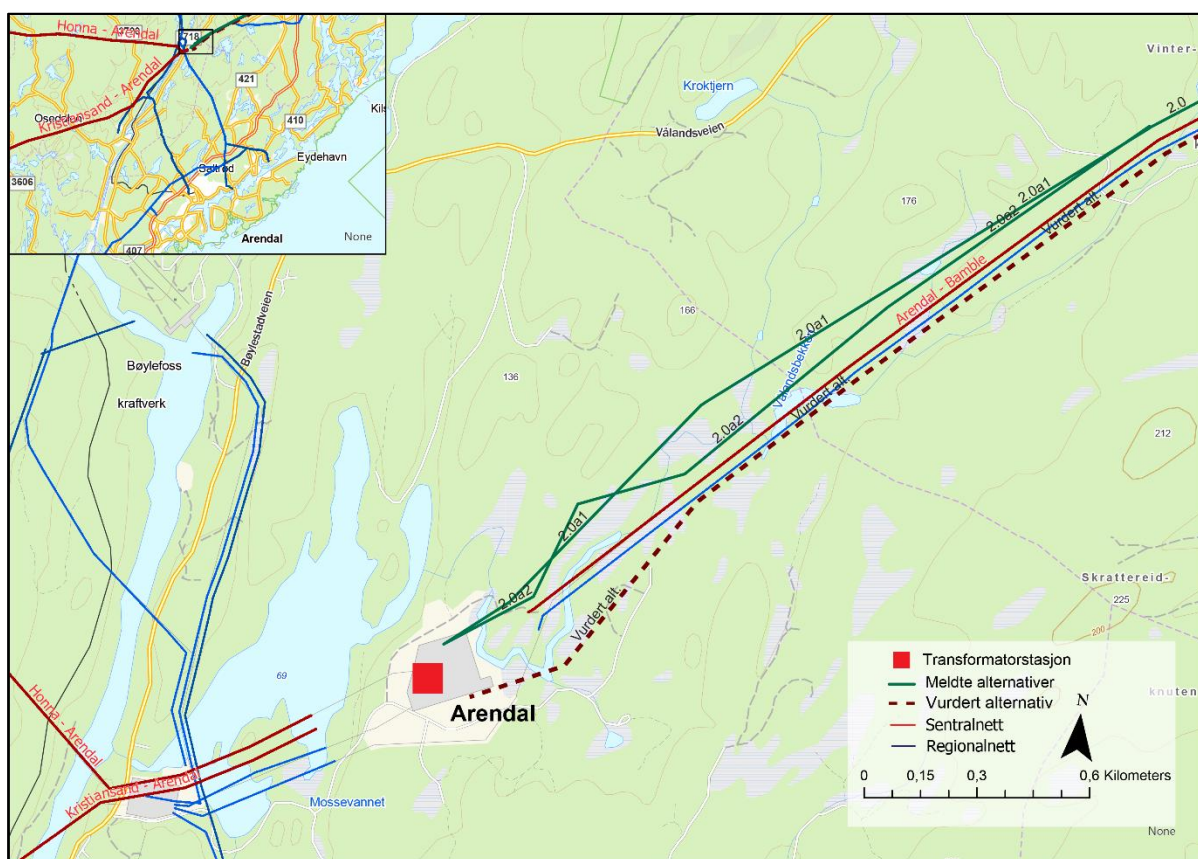 Honna - Arendal
3700
718
Kristiansand - Arendal
421
410
Kils
Eydehavn
Saltrød
3606
407
Arendal
None
Kroktjern
Vinter-
Vålandsveien
2.0
176
2.0a1
2.0a2
Vurdert alt.
Arendal - Bamble
166
2.0a1
Vålandsbekken
Bøylestadveien
Bøylefoss
kraftverk
136
Vurdert alt.
2.0a2
212
2.0a1
2.0a2
Vurdert alt.
Skrattereid-
225
200
69
Arendal
knuten
Honna - Arendal
Kristiansand - Arendal
Mossevannet
Transformatorstasjon
Meldte alternativer
Vurdert alternativ
Sentralnett
Regionalnett
N
0 0,15 0,3 0,6 Kilometers
None